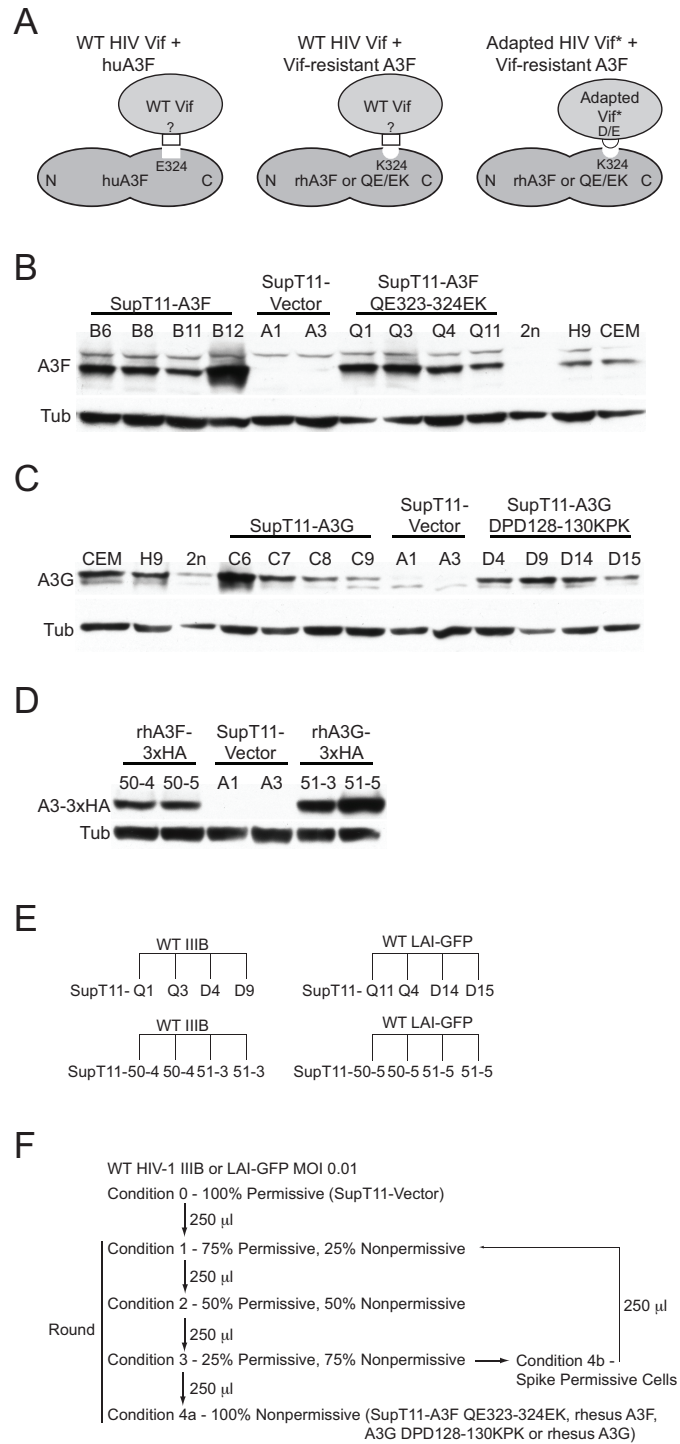 A
WT HIV Vif +
huA3F
WT HIV Vif +
Vif-resistant A3F
Adapted HIV Vif* +
Vif-resistant A3F
WT Vif
?
E324
N huA3F C
WT Vif
?
K324
N rhA3F or QE/EK C
Adapted
Vif*
D/E
K324
N rhA3F or QE/EK C
B
SupT11-A3F
SupT11-
Vector
SupT11-A3F
QE323-324EK
B6 B8 B11 B12 A1 A3 Q1 Q3 Q4 Q11 2n H9 CEM
A3F
Tub
C
SupT11-A3G
SupT11-
Vector
SupT11-A3G
DPD128-130KPK
CEM H9 2n C6 C7 C8 C9 A1 A3 D4 D9 D14 D15
A3G
Tub
D
rhA3F-
3xHA
SupT11-
Vector
rhA3G-
3xHA
50-4 50-5 A1 A3 51-3 51-5
A3-3xHA
Tub
E
WT IIIB
SupT11- Q1 Q3 D4 D9
WT LAI-GFP
SupT11- Q11 Q4 D14 D15
WT IIIB
SupT11-50-4 50-4 51-3 51-3
WT LAI-GFP
SupT11-50-5 50-5 51-5 51-5
F
WT HIV-1 IIIB or LAI-GFP MOI 0.01
Condition 0 - 100% Permissive (SupT11-Vector)
250 µl
Condition 1 - 75% Permissive, 25% Nonpermissive
250 µl
Condition 2 - 50% Permissive, 50% Nonpermissive
250 µl
Round
250 µl
Condition 3 - 25% Permissive, 75% Nonpermissive
Condition 4b -
Spike Permissive Cells
250 µl
Condition 4a - 100% Nonpermissive (SupT11-A3F QE323-324EK, rhesus A3F,
A3G DPD128-130KPK or rhesus A3G)